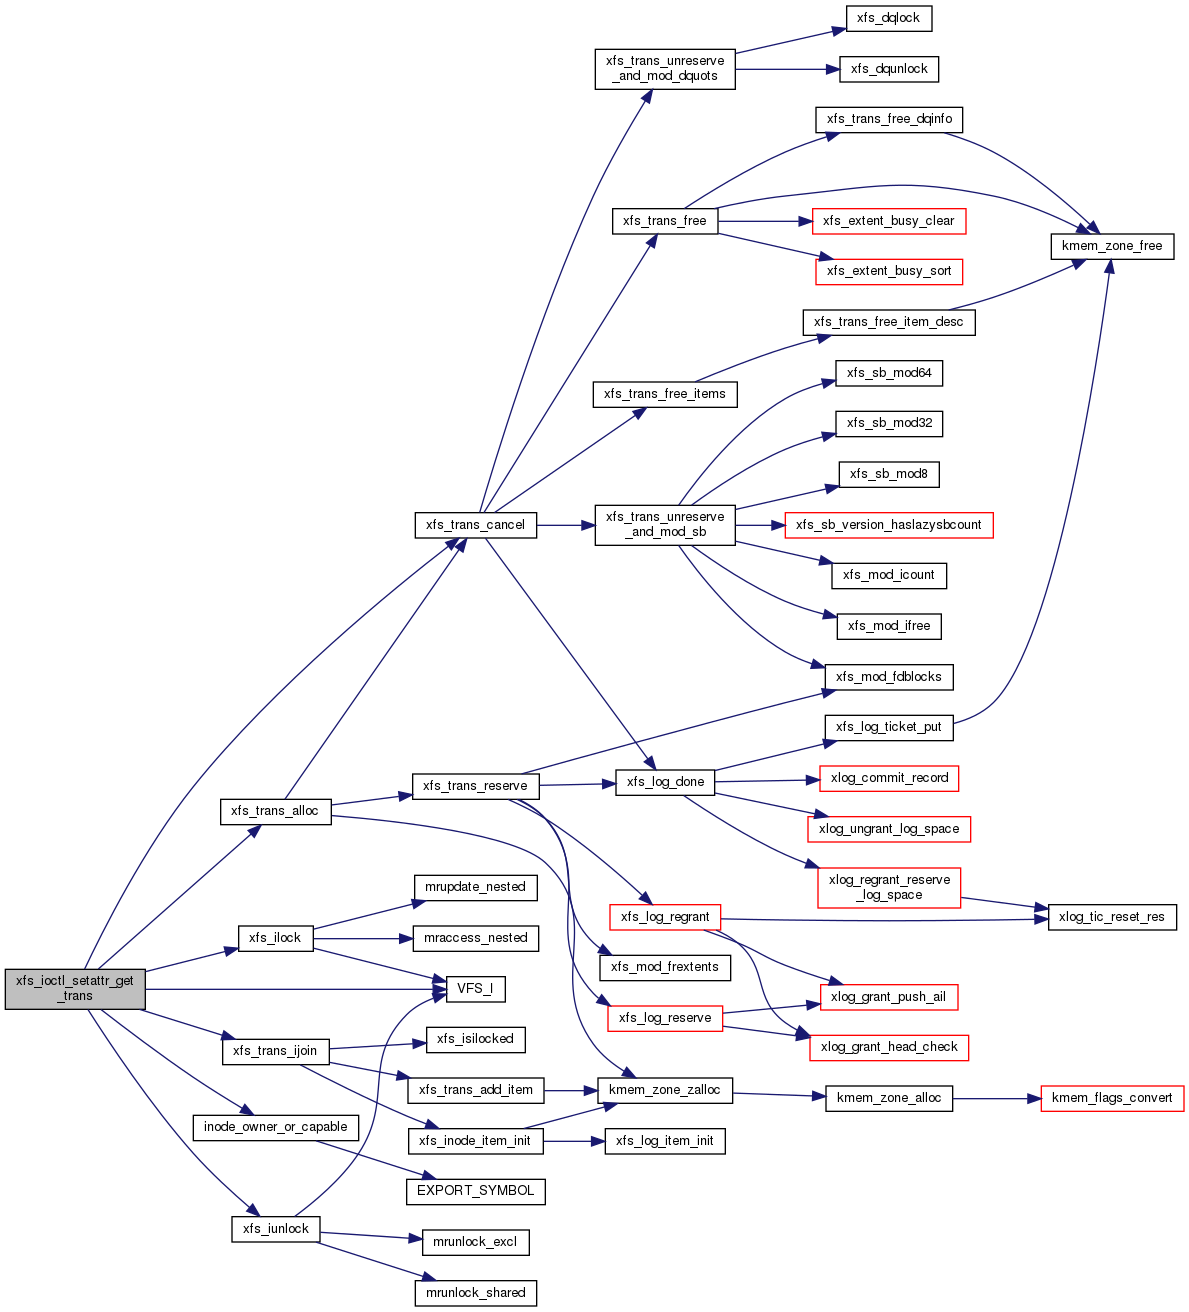 xfs_dqlock
xfs_trans_unreserve
_and_mod_dquots
xfs_dqunlock
xfs_trans_free_dqinfo
xfs_trans_free
xfs_extent_busy_clear
kmem_zone_free
xfs_extent_busy_sort
xfs_trans_free_item_desc
xfs_sb_mod64
xfs_trans_free_items
xfs_sb_mod32
xfs_sb_mod8
xfs_trans_cancel
xfs_trans_unreserve
_and_mod_sb
xfs_sb_version_haslazysbcount
xfs_mod_icount
xfs_mod_ifree
xfs_mod_fdblocks
xfs_log_ticket_put
xfs_trans_reserve
xfs_log_done
xlog_commit_record
xfs_trans_alloc
xlog_ungrant_log_space
mrupdate_nested
xlog_regrant_reserve
_log_space
xfs_log_regrant
xlog_tic_reset_res
xfs_ilock
mraccess_nested
xfs_mod_frextents
xfs_ioctl_setattr_get
_trans
VFS_I
xlog_grant_push_ail
xfs_log_reserve
xfs_isilocked
xfs_trans_ijoin
xlog_grant_head_check
xfs_trans_add_item
kmem_zone_zalloc
kmem_zone_alloc
kmem_flags_convert
inode_owner_or_capable
xfs_inode_item_init
xfs_log_item_init
EXPORT_SYMBOL
xfs_iunlock
mrunlock_excl
mrunlock_shared